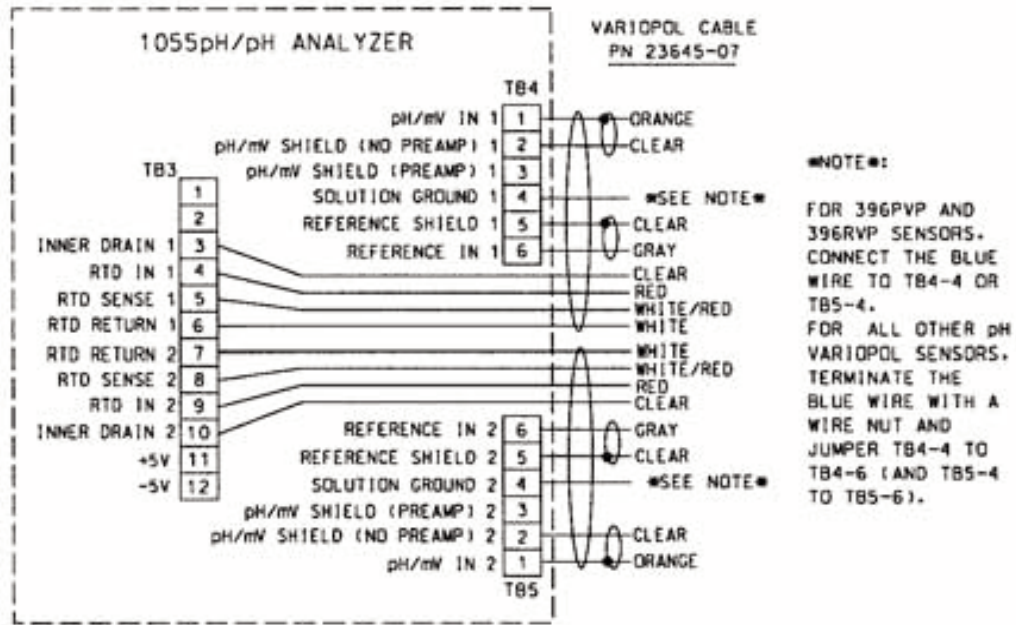 1055pH/pH ANALYZER
VARIOPOL CABLE
PN 23645-07
TB4
pH/mV IN 1 1 ORANGE
pH/mV SHIELD (NO PREAMP) 1 2 CLEAR
pH/mV SHIELD (PREAMP) 1 3
SOLUTION GROUND 1 4 *SEE NOTE*
REFERENCE SHIELD 1 5 CLEAR
REFERENCE IN 1 6 GRAY
TB3
1
2
INNER DRAIN 1 3 CLEAR
RTD IN 1 4 RED
RTD SENSE 1 5 WHITE/RED
RTD RETURN 1 6 WHITE
RTD RETURN 2 7 WHITE
RTD SENSE 2 8 WHITE/RED
RTD IN 2 9 RED
INNER DRAIN 2 10 CLEAR
+5V 11
-5V 12
REFERENCE IN 2 6 GRAY
REFERENCE SHIELD 2 5 CLEAR
SOLUTION GROUND 2 4 *SEE NOTE*
pH/mV SHIELD (PREAMP) 2 3
pH/mV SHIELD (NO PREAMP) 2 2 CLEAR
pH/mV IN 2 1 ORANGE
TB5
*NOTE*:
FOR 396PVP AND
396RVP SENSORS.
CONNECT THE BLUE
WIRE TO TB4-4 OR
TB5-4.
FOR ALL OTHER pH
VARIOPOL SENSORS.
TERMINATE THE
BLUE WIRE WITH A
WIRE NUT AND
JUMPER TB4-4 TO
TB4-6 (AND TB5-4
TO TB5-6).